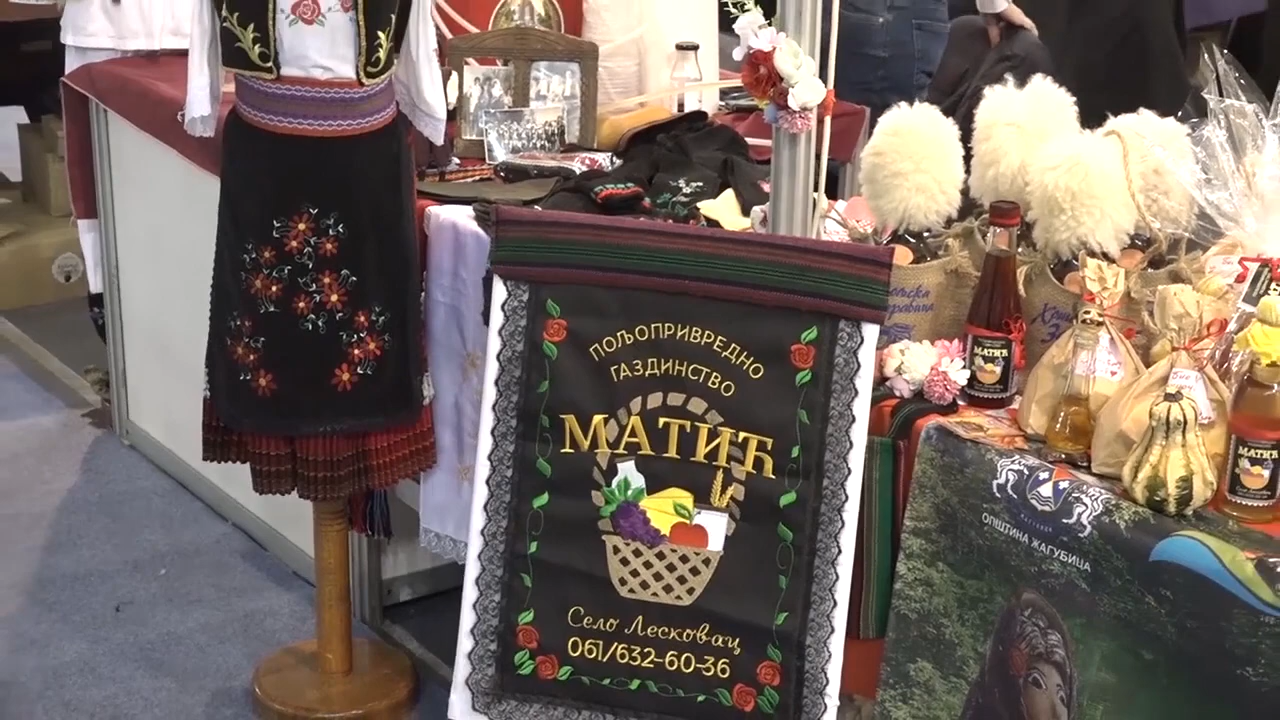 ПОЉОПРИВРЕДНО
ГАЗДИНСТВО
МАТИЋ
Село Лесковац
061/632-60-36
МАТИЋ
МАТИЋ
ОПШТИНА ЖАГУБИЦА